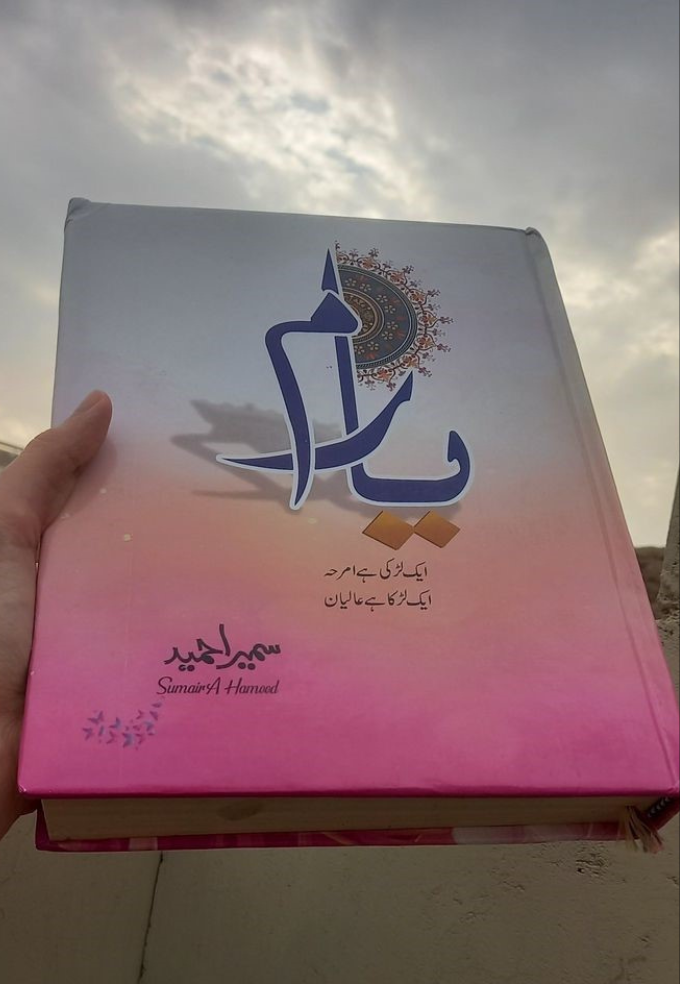 یارم
ایک لڑکی ہے امرحہ
ایک لڑکا ہے عالیان
سمیرا حمید
SumairA Hameed